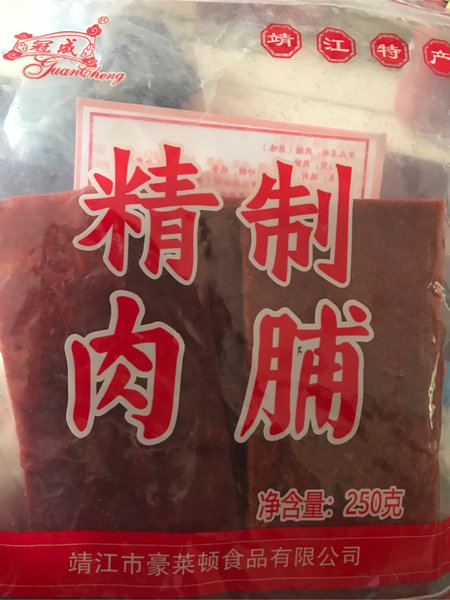 冠成®
GuanCheng
靖江特产
精制
肉脯
净含量：250克
靖江市豪莱顿食品有限公司